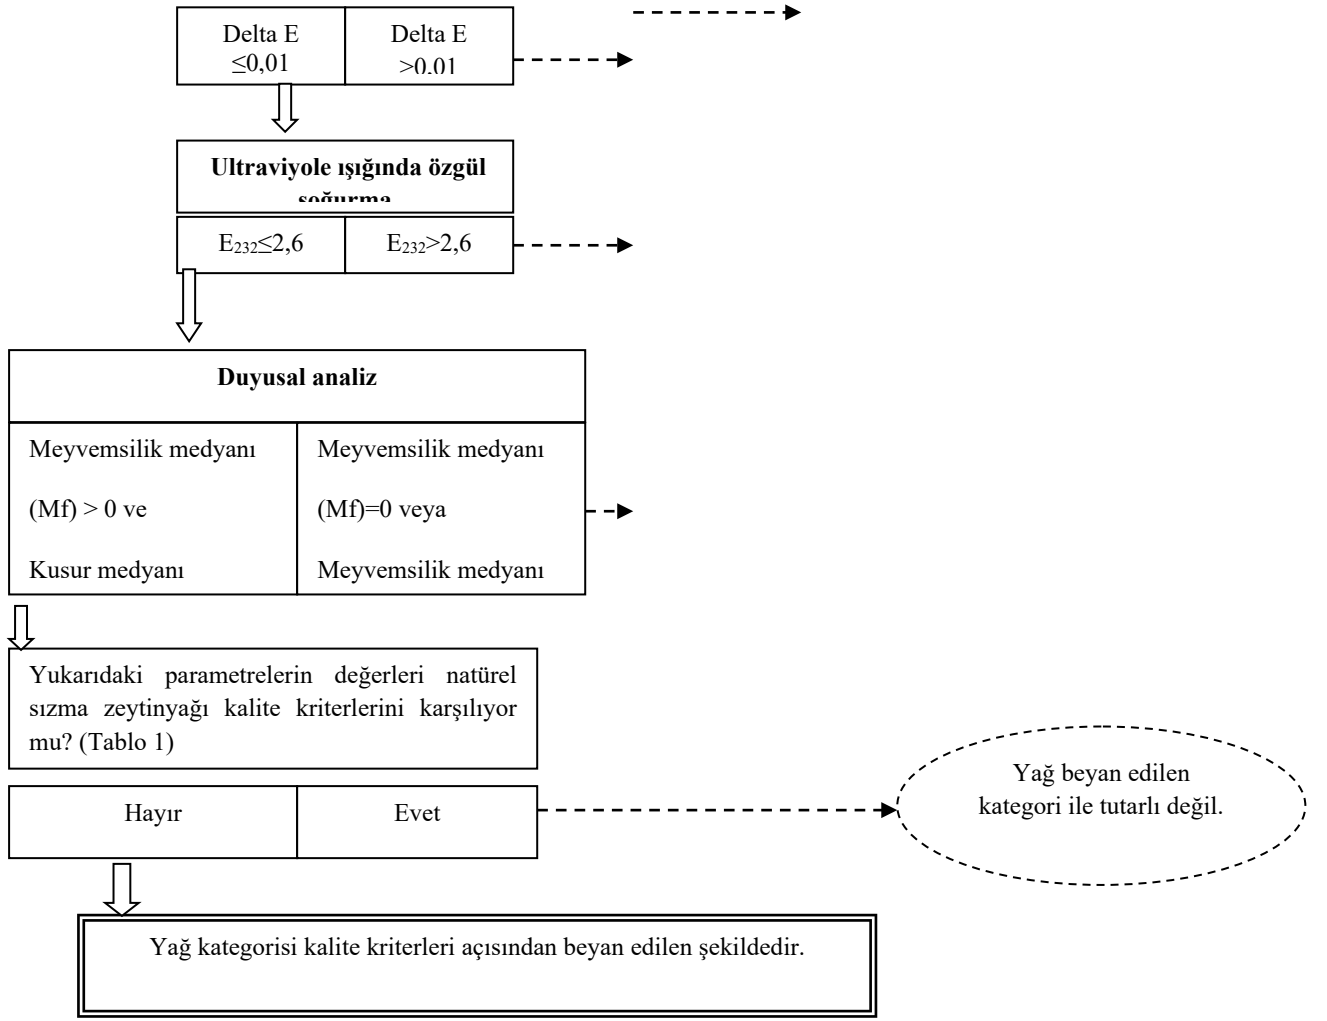 Delta E
≤0,01
Delta E
>0,01
Ultraviyole ışığında özgül
soğurma
E232≤2,6
E232>2,6
Duyusal analiz
Meyvemsilik medyanı
(Mf) > 0 ve
Kusur medyanı
Meyvemsilik medyanı
(Mf)=0 veya
Meyvemsilik medyanı
Yukarıdaki parametrelerin değerleri natürel
sızma zeytinyağı kalite kriterlerini karşılıyor
mu? (Tablo 1)
Hayır
Evet
Yağ beyan edilen
kategori ile tutarlı değil.
Yağ kategorisi kalite kriterleri açısından beyan edilen şekildedir.